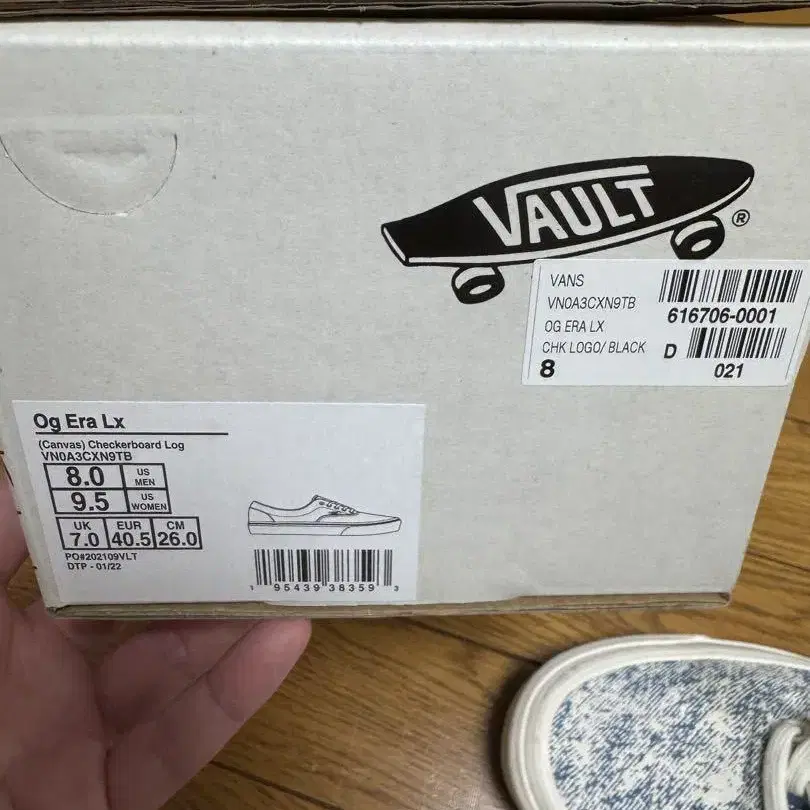 VAULT
®
VANS
VN0A3CXN9TB
616706-0001
OG ERA LX
CHK LOGO/ BLACK
D
8
021
Og Era Lx
(Canvas) Checkerboard Log
VN0A3CXN9TB
8.0 US MEN
9.5 US WOMEN
UK EUR CM
7.0 40.5 26.0
PO#202109VLT
DTP - 01/22
1 95439 38359 3